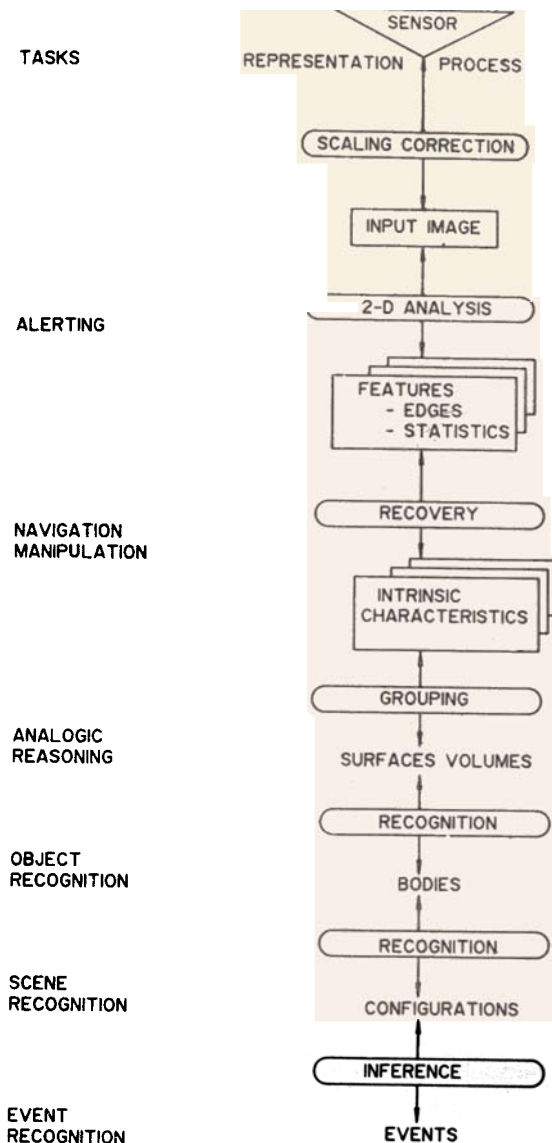 SENSOR
TASKS
REPRESENTATION PROCESS
SCALING CORRECTION
INPUT IMAGE
2-D ANALYSIS
ALERTING
FEATURES
- EDGES
- STATISTICS
RECOVERY
NAVIGATION
MANIPULATION
INTRINSIC
CHARACTERISTICS
GROUPING
ANALOGIC
REASONING
SURFACES VOLUMES
RECOGNITION
OBJECT
RECOGNITION
BODIES
RECOGNITION
SCENE
RECOGNITION
CONFIGURATIONS
INFERENCE
EVENT
RECOGNITION
EVENTS